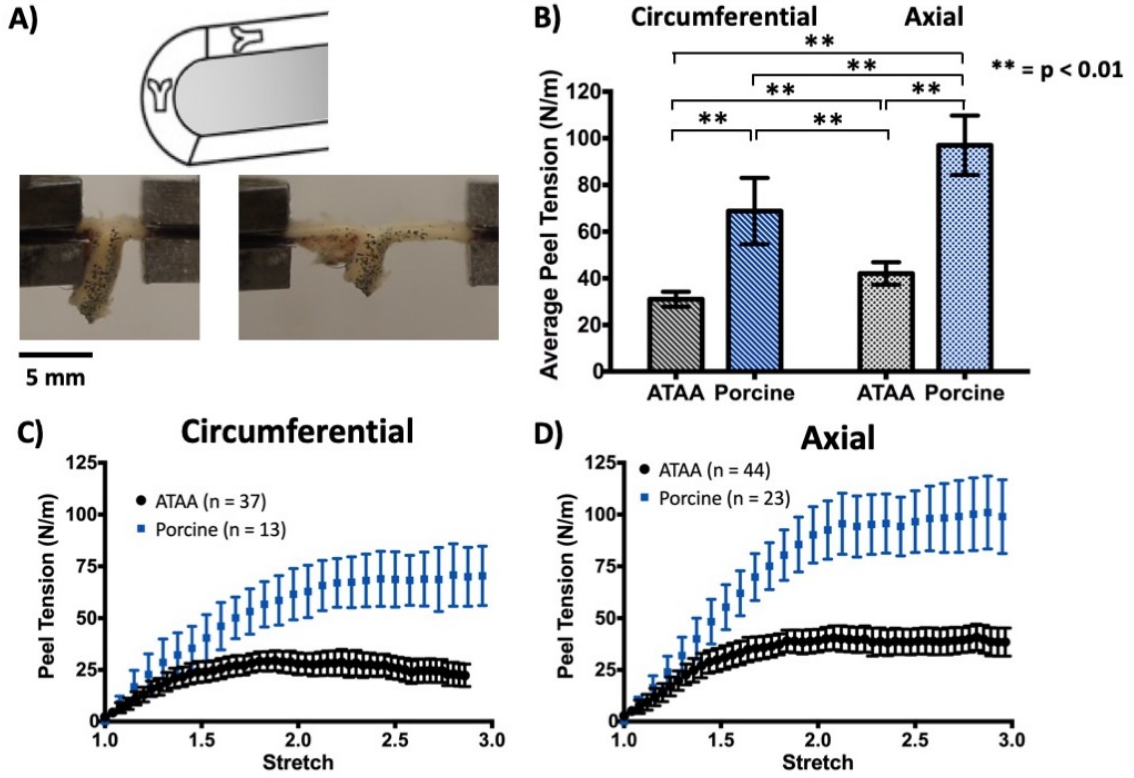 A)
5 mm
B)
Circumferential Axial
** = p < 0.01
**
**
** **
** **
Average Peel Tension (N/m)
120
100
80
60
40
20
0
ATAA Porcine ATAA Porcine
C)
Circumferential
Peel Tension (N/m)
125
100
75
50
25
0
ATAA (n = 37)
Porcine (n = 13)
1.0 1.5 2.0 2.5 3.0
Stretch
D)
Axial
Peel Tension (N/m)
125
100
75
50
25
0
ATAA (n = 44)
Porcine (n = 23)
1.0 1.5 2.0 2.5 3.0
Stretch